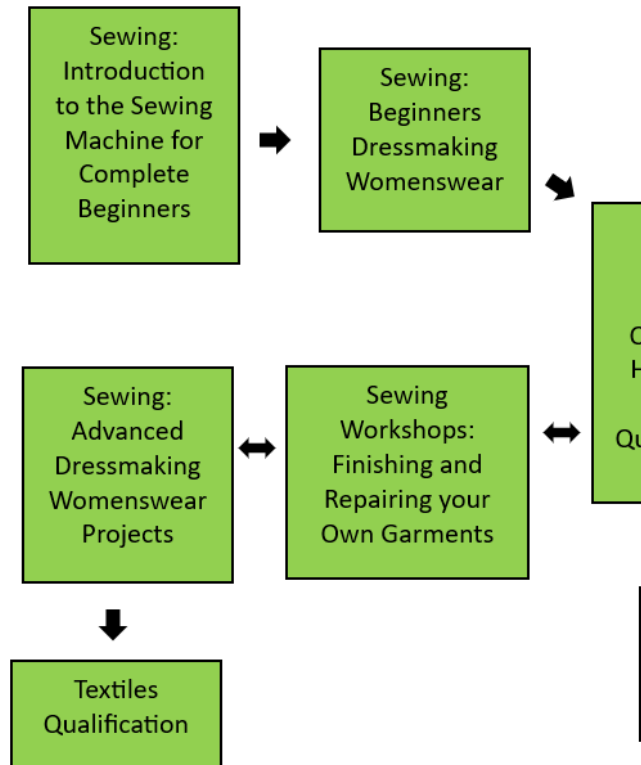 Sewing:
Introduction
to the Sewing
Machine for
Complete
Beginners
Sewing:
Beginners
Dressmaking
Womenswear
Sewing:
Advanced
Dressmaking
Womenswear
Projects
Sewing
Workshops:
Finishing and
Repairing your
Own Garments
Textiles
Qualification